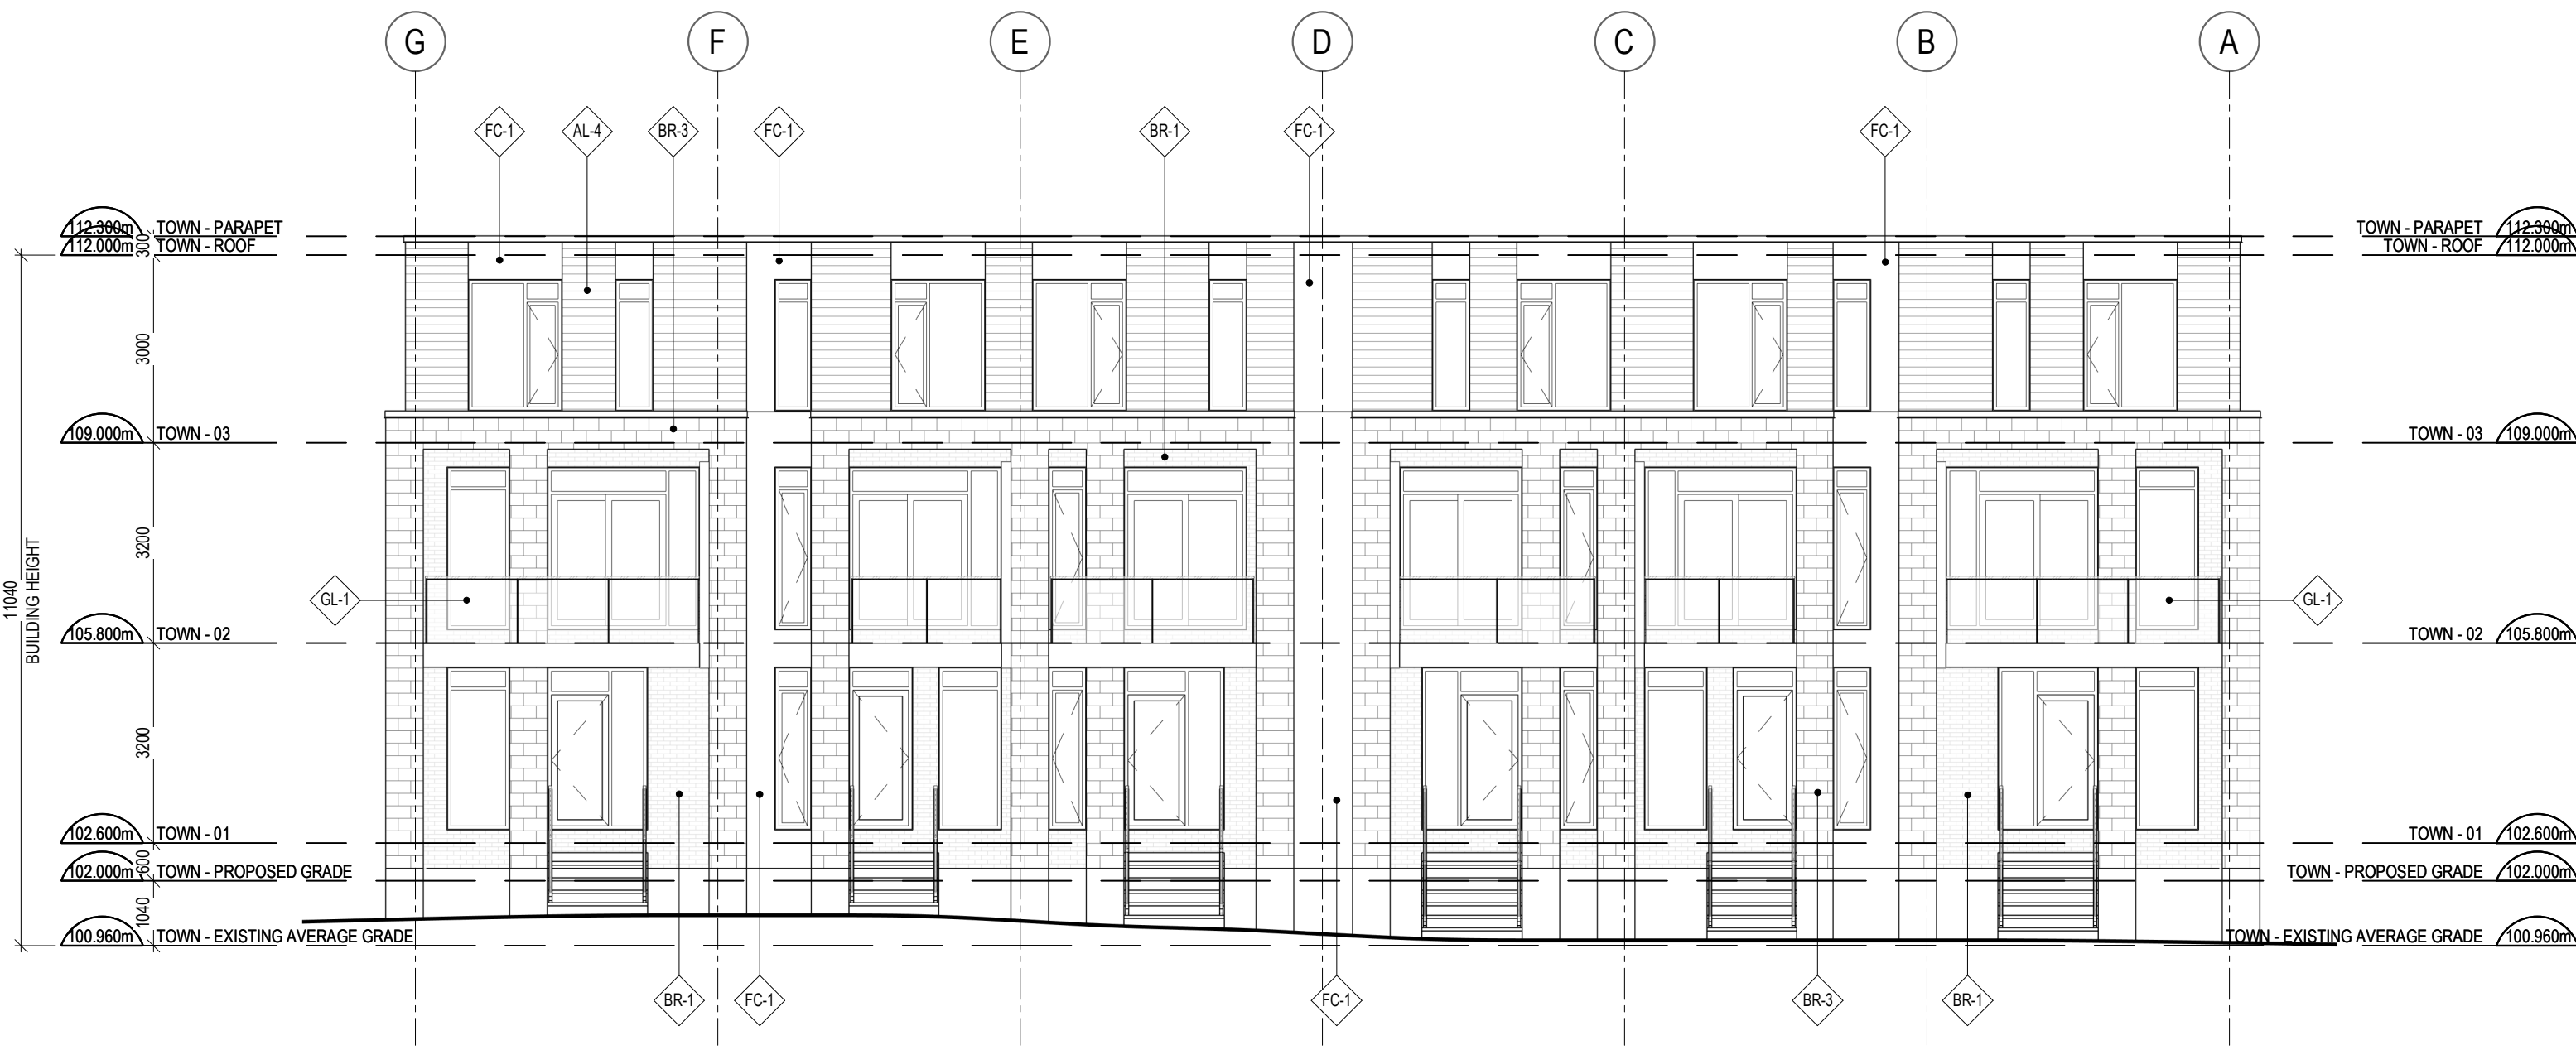 G F E D C B A
FC-1 AL-4 BR-3 FC-1 BR-1 FC-1 FC-1
112.300m TOWN - PARAPET
TOWN - PARAPET 112.300m
300
112.000m TOWN - ROOF
TOWN - ROOF 112.000m
3000
109.000m TOWN - 03
TOWN - 03 109.000m
3200
11040
BUILDING HEIGHT
GL-1
GL-1
105.800m TOWN - 02
TOWN - 02 105.800m
3200
102.600m TOWN - 01
TOWN - 01 102.600m
600
102.000m TOWN - PROPOSED GRADE
TOWN - PROPOSED GRADE 102.000m
1040
100.960m TOWN - EXISTING AVERAGE GRADE
TOWN - EXISTING AVERAGE GRADE 100.960m
BR-1 FC-1 FC-1 BR-3 BR-1